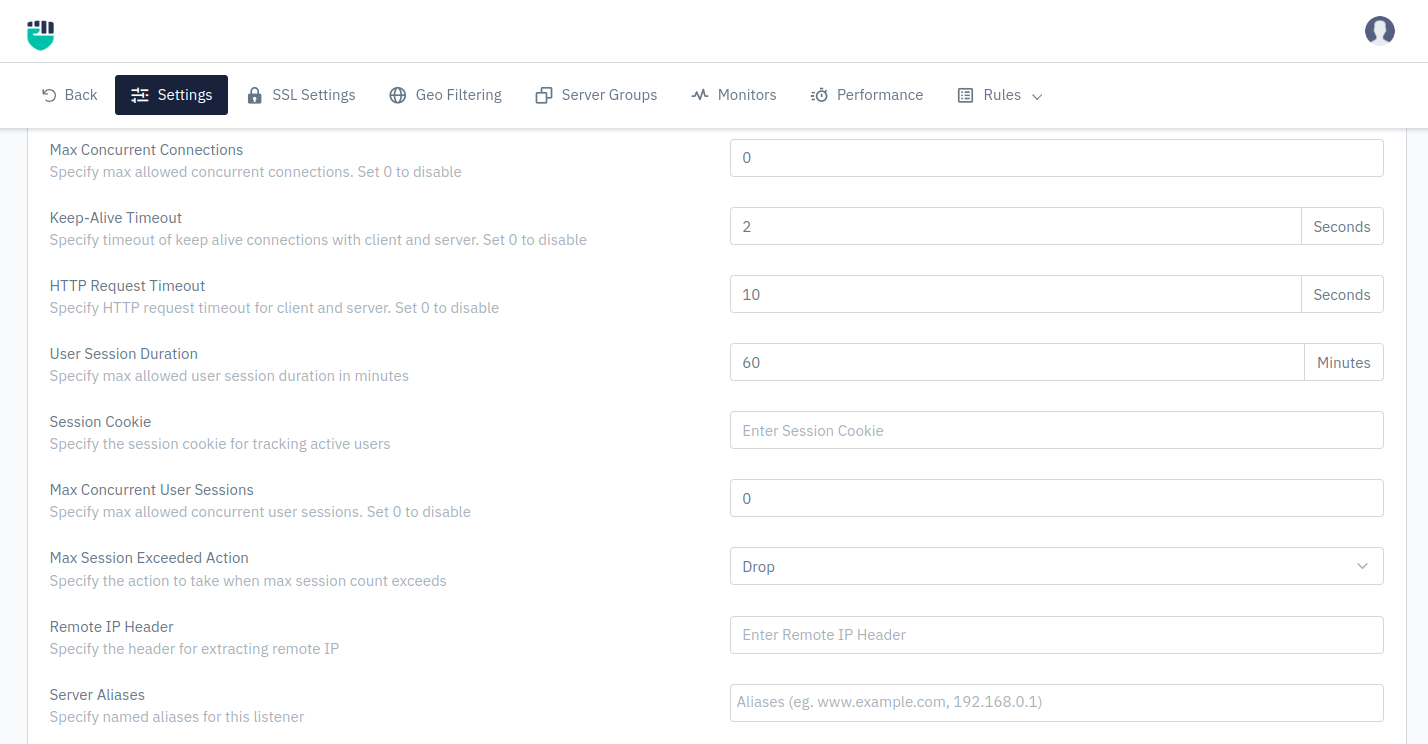 Back
Settings
SSL Settings
Geo Filtering
Server Groups
Monitors
Performance
Rules
Max Concurrent Connections
Specify max allowed concurrent connections. Set 0 to disable
0
Keep-Alive Timeout
Specify timeout of keep alive connections with client and server. Set 0 to disable
2
Seconds
HTTP Request Timeout
Specify HTTP request timeout for client and server. Set 0 to disable
10
Seconds
User Session Duration
Specify max allowed user session duration in minutes
60
Minutes
Session Cookie
Specify the session cookie for tracking active users
Enter Session Cookie
Max Concurrent User Sessions
Specify max allowed concurrent user sessions. Set 0 to disable
0
Max Session Exceeded Action
Specify the action to take when max session count exceeds
Drop
Remote IP Header
Specify the header for extracting remote IP
Enter Remote IP Header
Server Aliases
Specify named aliases for this listener
Aliases (eg. www.example.com, 192.168.0.1)